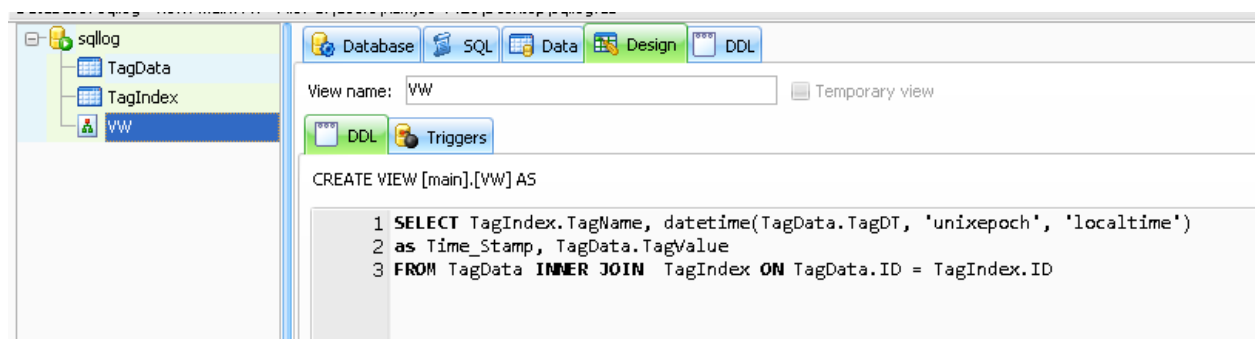 sqllog
TagData
TagIndex
VW
Database SQL Data Design DDL
View name: VW Temporary view
DDL Triggers
CREATE VIEW [main].[VW] AS
1 SELECT TagIndex.TagName, datetime(TagData.TagDT, 'unixepoch', 'localtime')
2 as Time_Stamp, TagData.TagValue
3 FROM TagData INNER JOIN  TagIndex ON TagData.ID = TagIndex.ID